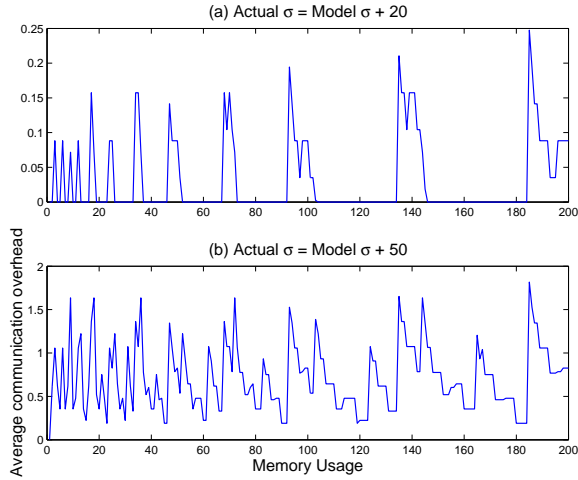 (a) Actual σ = Model σ + 20
0.25
0.2
0.15
0.1
0.05
0
0 20 40 60 80 100 120 140 160 180 200
(b) Actual σ = Model σ + 50
2
1.5
1
0.5
0
0 20 40 60 80 100 120 140 160 180 200
Average communication overhead
Memory Usage